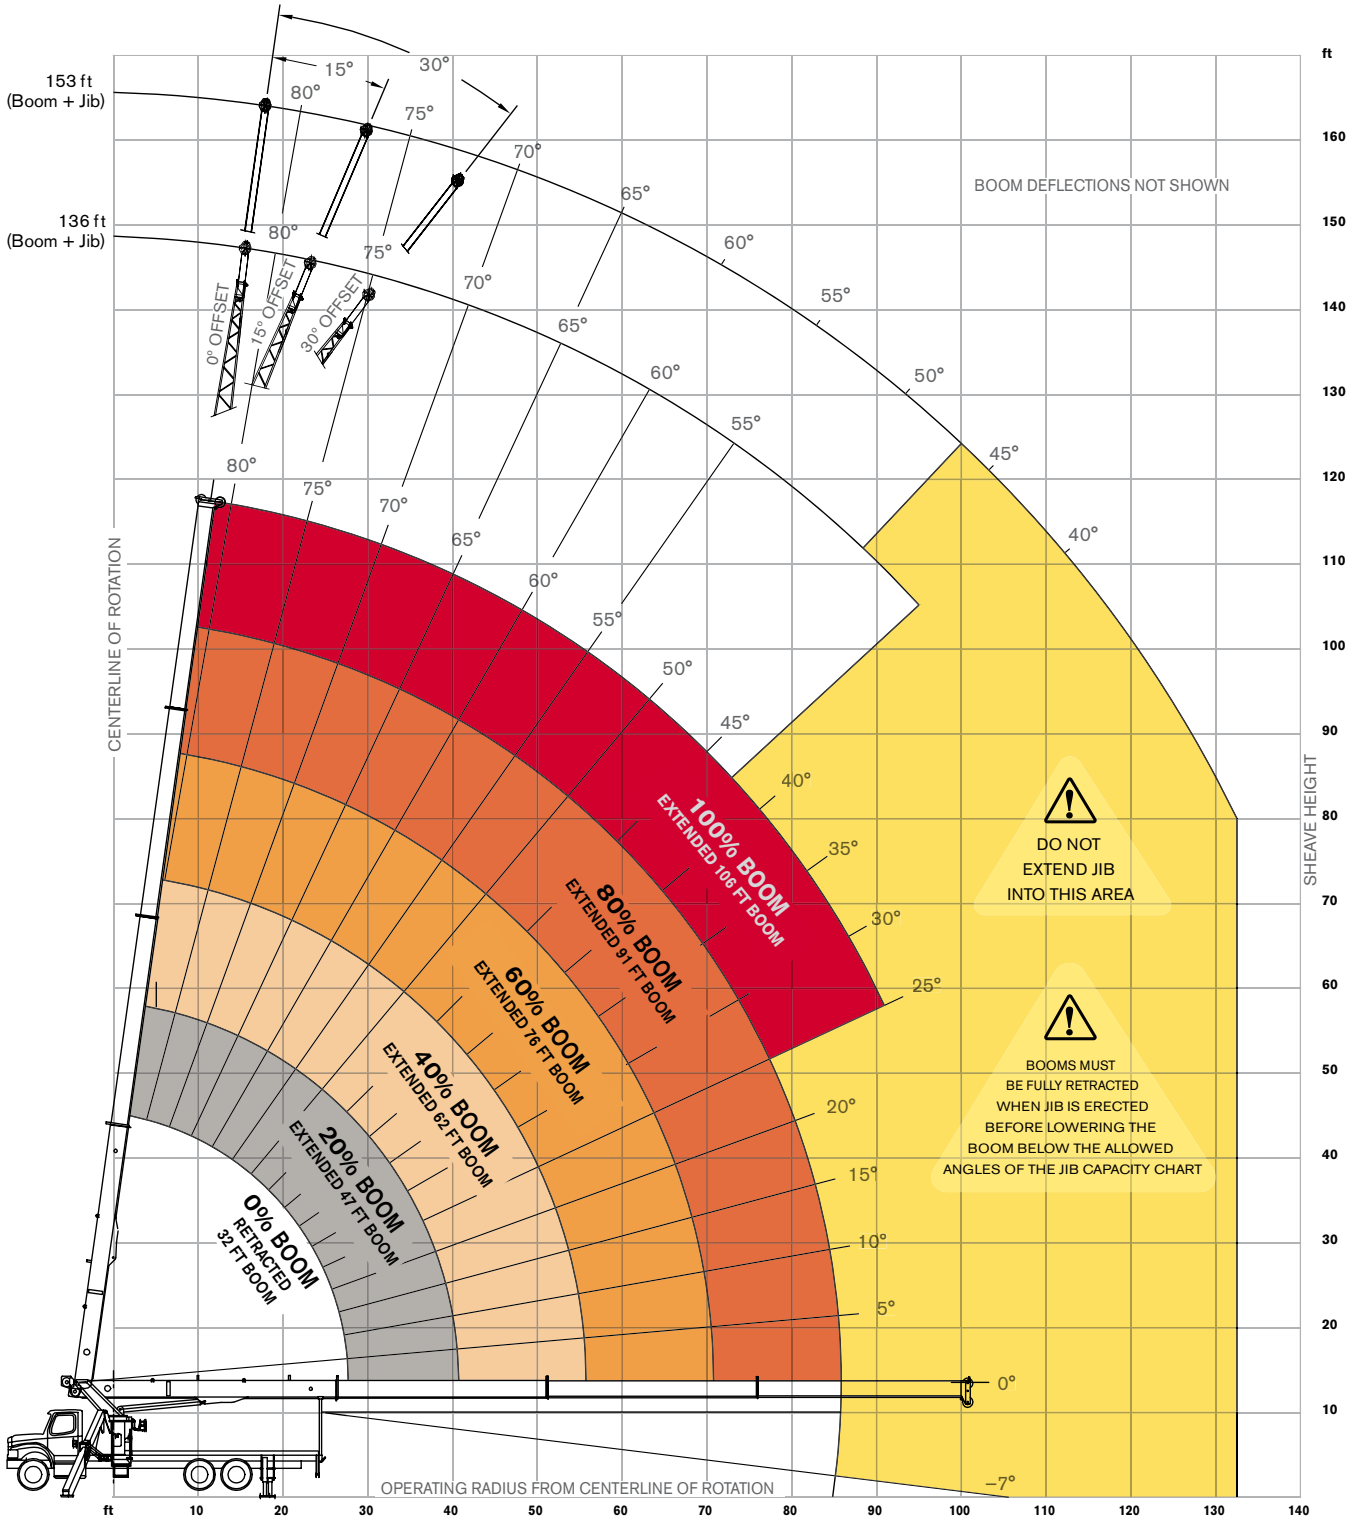 ft
153 ft
(Boom + Jib)
15°
30°
80°
75°
70°
65°
60°
55°
50°
45°
40°
160
BOOM DEFLECTIONS NOT SHOWN
136 ft
(Boom + Jib)
150
80°
75°
70°
65°
60°
55°
0° OFFSET
15° OFFSET
30° OFFSET
140
130
120
110
100
90
80
70
60
50
40
30
20
10
80°
75°
70°
65°
60°
55°
50°
45°
40°
35°
30°
25°
20°
15°
10°
5°
0°
−7°
CENTERLINE OF ROTATION
SHEAVE HEIGHT
100% BOOM
EXTENDED 106 FT BOOM
80% BOOM
EXTENDED 91 FT BOOM
60% BOOM
EXTENDED 76 FT BOOM
40% BOOM
EXTENDED 62 FT BOOM
20% BOOM
EXTENDED 47 FT BOOM
0% BOOM
RETRACTED
32 FT BOOM
!
DO NOT
EXTEND JIB
INTO THIS AREA
!
BOOMS MUST
BE FULLY RETRACTED
WHEN JIB IS ERECTED
BEFORE LOWERING THE
BOOM BELOW THE ALLOWED
ANGLES OF THE JIB CAPACITY CHART
OPERATING RADIUS FROM CENTERLINE OF ROTATION
ft 10 20 30 40 50 60 70 80 90 100 110 120 130 140